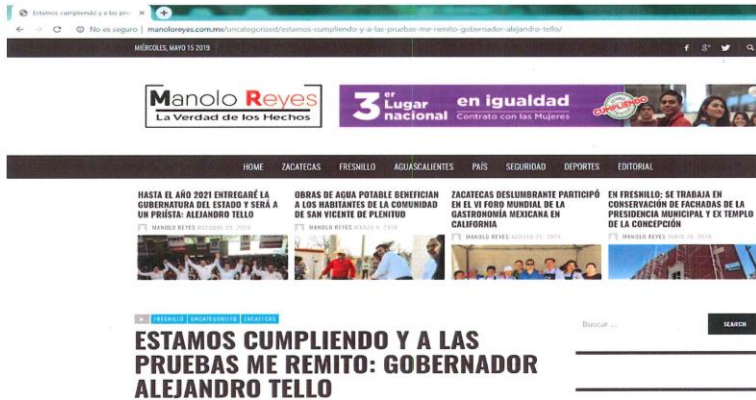 Estamos cumpliendo y a las pru
No es seguro | manoloreyes.com.mx/uncategorized/estamos-cumpliendo-y-a-las-pruebas-me-remito-gobernador-alejandro-tello/
MIÉRCOLES, MAYO 15 2019
Manolo Reyes
La Verdad de los Hechos
3er Lugar nacional
en igualdad
Contrato con las Mujeres
CUMPLIENDO
HOME ZACATECAS FRESNILLO AGUASCALIENTES PAÍS SEGURIDAD DEPORTES EDITORIAL
HASTA EL AÑO 2021 ENTREGARÉ LA
GUBERNATURA DEL ESTADO Y SERÁ A
UN PRIÍSTA: ALEJANDRO TELLO
MANOLO REYES OCTUBRE
OBRAS DE AGUA POTABLE BENEFICIAN
A LOS HABITANTES DE LA COMUNIDAD
DE SAN VICENTE DE PLENITUD
MANOLO REYES MARZO
ZACATECAS DESLUMBRANTE PARTICIPÓ
EN EL VI FORO MUNDIAL DE LA
GASTRONOMÍA MEXICANA EN
CALIFORNIA
MANOLO REYES AGOSTO
EN FRESNILLO; SE TRABAJA EN
CONSERVACIÓN DE FACHADAS DE LA
PRESIDENCIA MUNICIPAL Y EX TEMPLO
DE LA CONCEPCIÓN
MANOLO REYES
FRESNILLO UNCATEGORIZED ZACATECAS
ESTAMOS CUMPLIENDO Y A LAS
PRUEBAS ME REMITO: GOBERNADOR
ALEJANDRO TELLO
Buscar ...
SEARCH